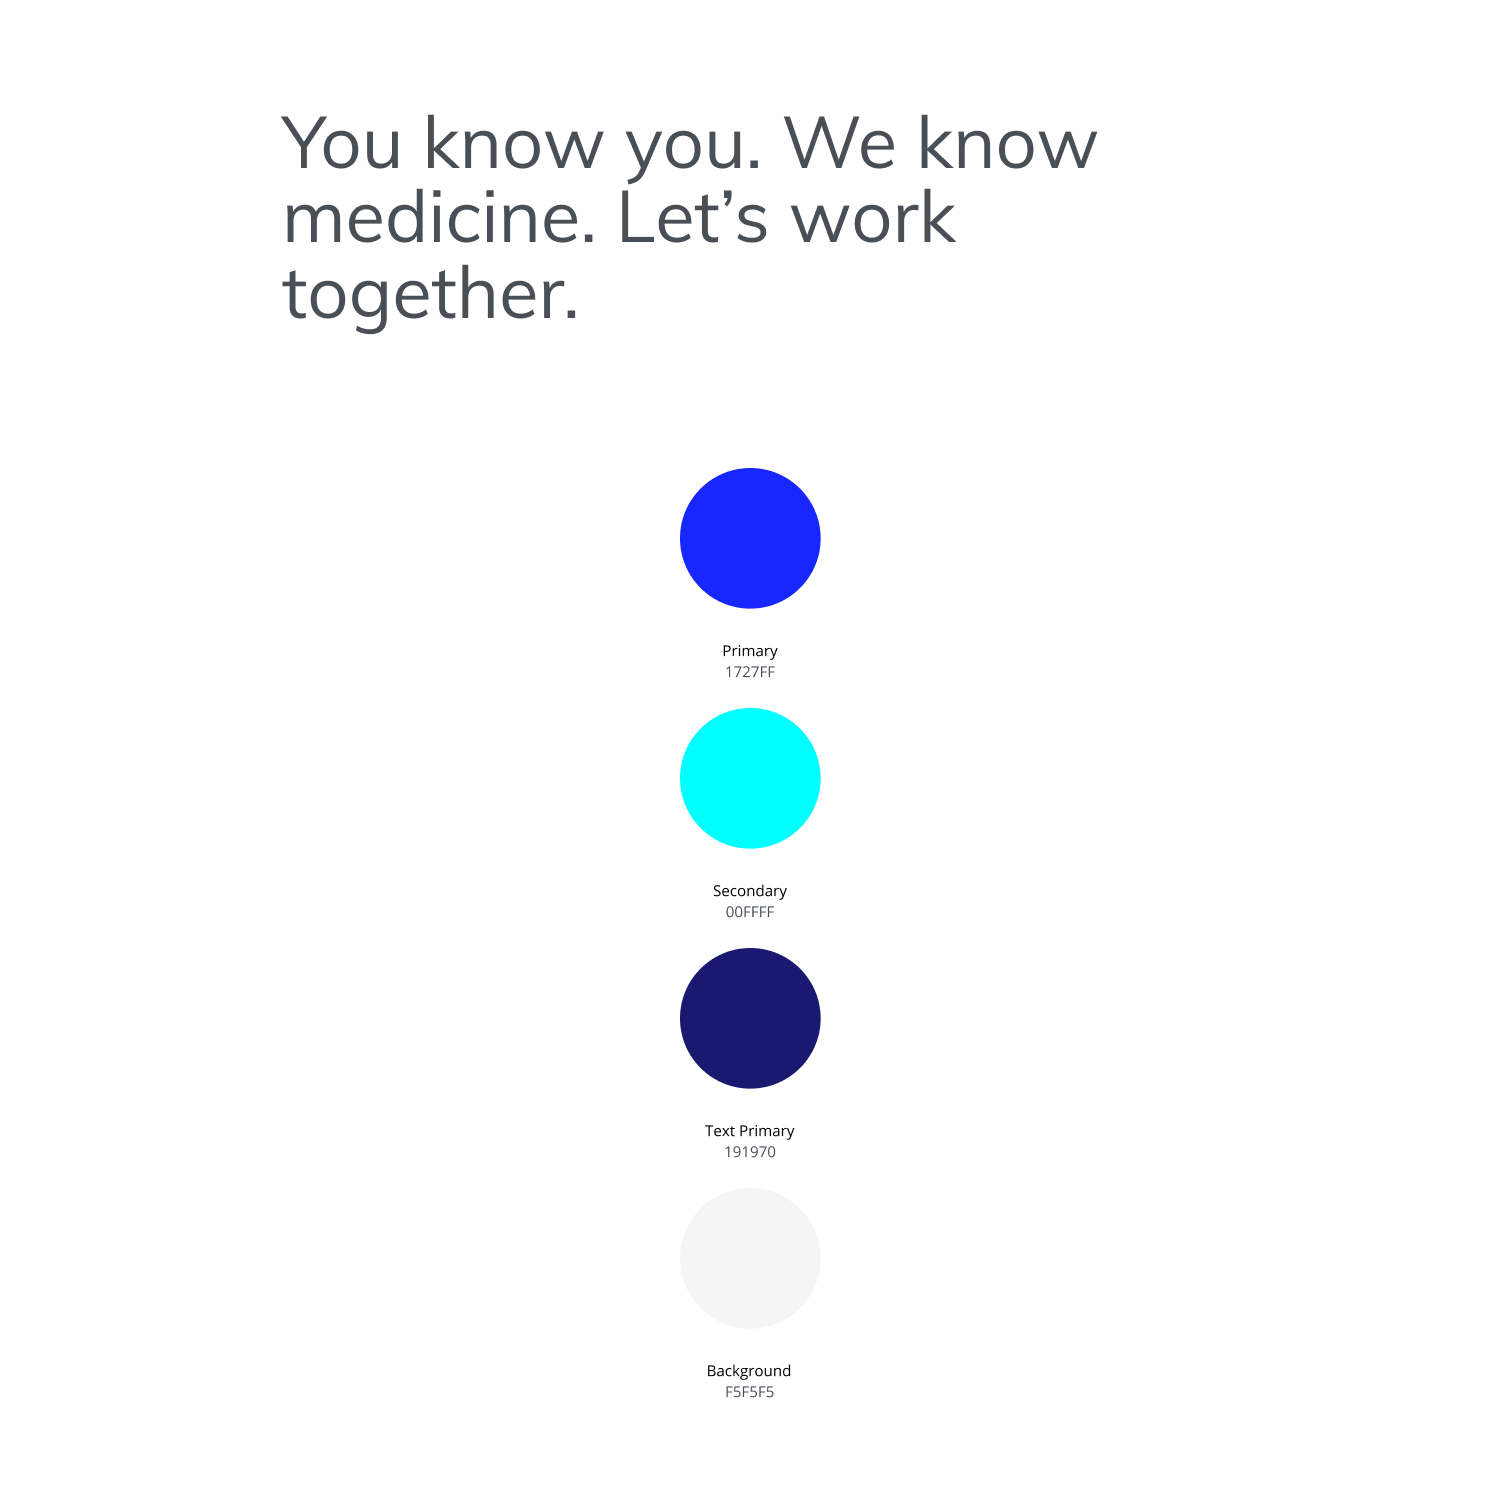 You know you. We know
medicine. Let’s work
together.
Primary
1727FF
Secondary
00FFFF
Text Primary
191970
Background
F5F5F5